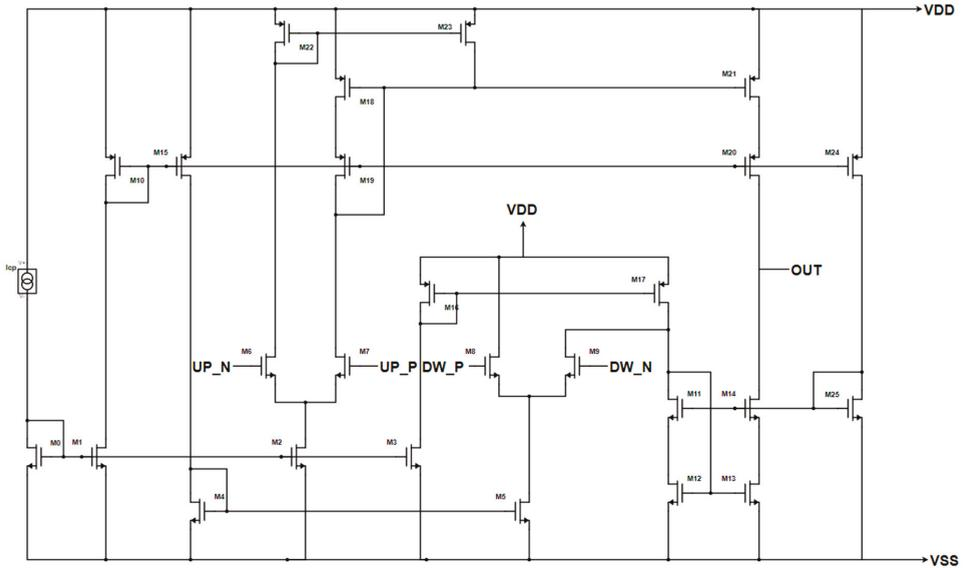 VDD
M23
M22
M21
M18
M15
M20
M24
M10
M19
VDD
Icp
V+
V-
OUT
M17
M16
M6
M7
M8
M9
UP_N
UP_P
DW_P
DW_N
M11
M14
M25
M0
M1
M2
M3
M12
M13
M4
M5
VSS